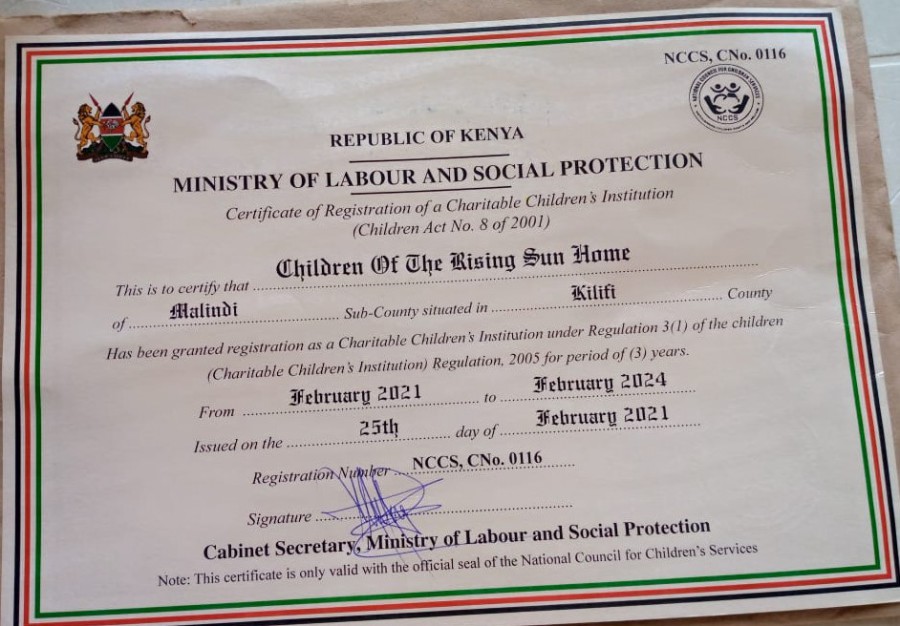 NCCS, CNo. 0116
NATIONAL COUNCIL FOR CHILDREN SERVICES
NCCS
REPUBLIC OF KENYA
MINISTRY OF LABOUR AND SOCIAL PROTECTION
Certificate of Registration of a Charitable Children's Institution
(Children Act No. 8 of 2001)
This is to certify that Children Of The Rising Sun Home
of Malindi Sub-County situated in Kilifi County
Has been granted registration as a Charitable Children's Institution under Regulation 3(1) of the children
(Charitable Children's Institution) Regulation, 2005 for period of (3) years.
From February 2021 to February 2024
Issued on the 25th day of February 2021
Registration Number NCCS, CNo. 0116
Signature
Cabinet Secretary, Ministry of Labour and Social Protection
Note: This certificate is only valid with the official seal of the National Council for Children's Services